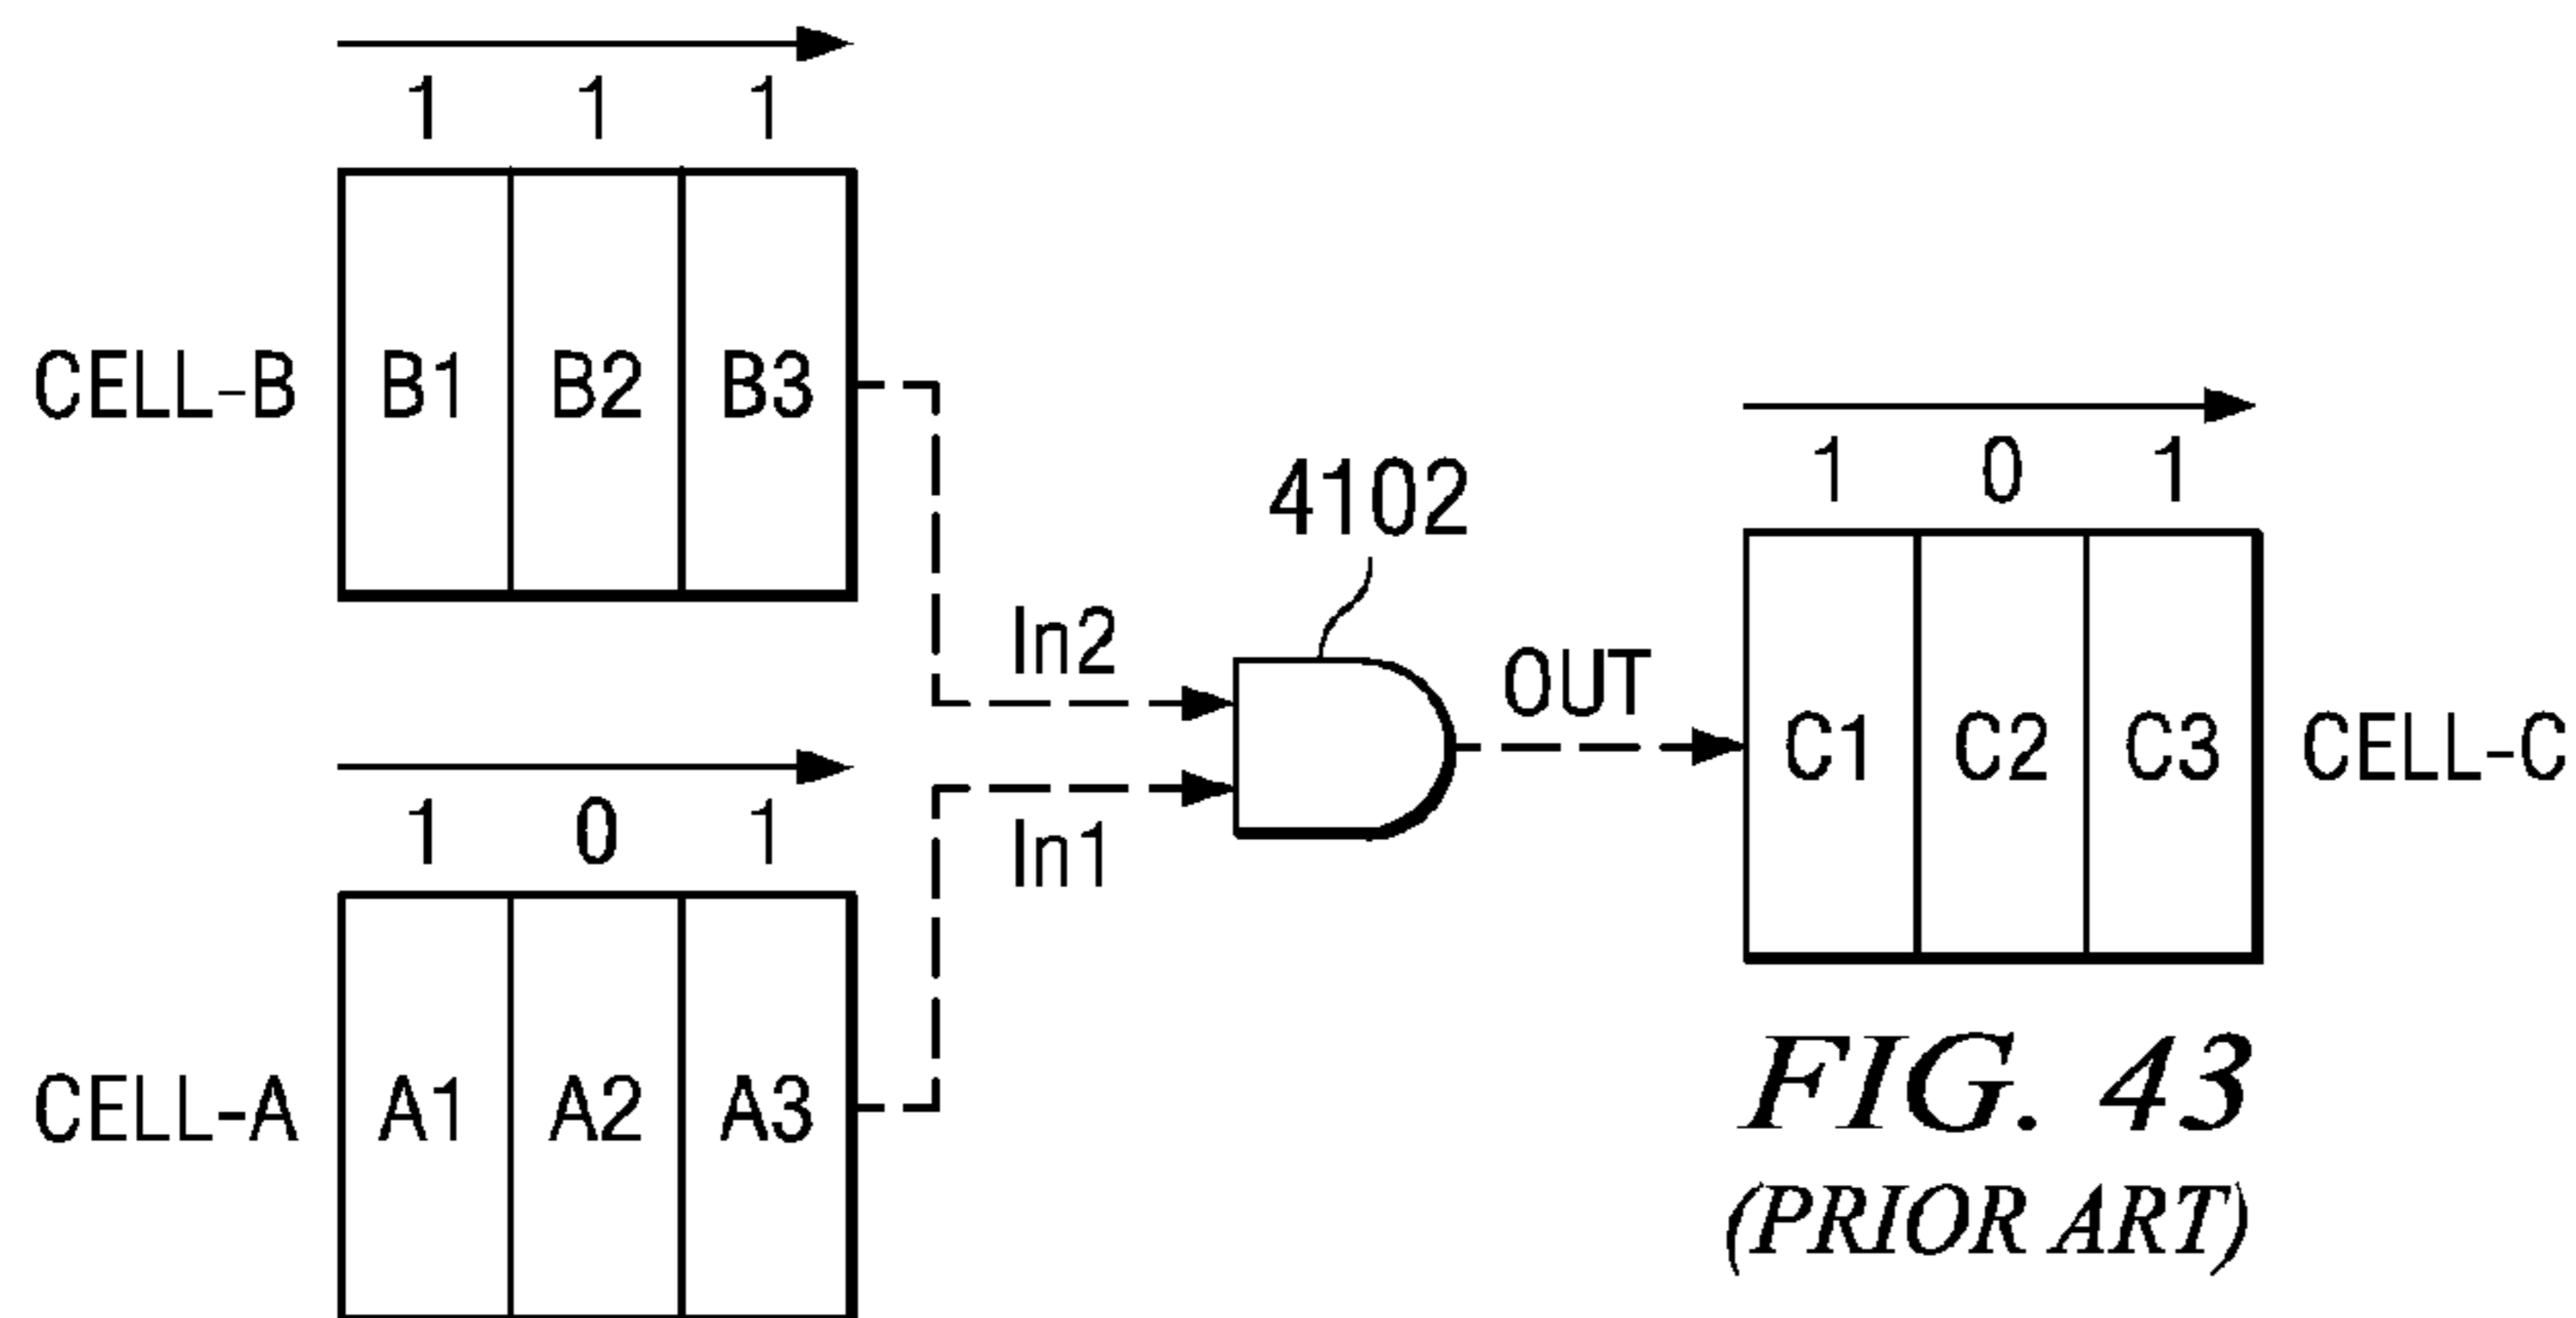 1 1 1
CELL-B B1 B2 B3
In2
4102
OUT
1 0 1
C1 C2 C3 CELL-C
1 0 1
In1
CELL-A A1 A2 A3
FIG. 43
(PRIOR ART)